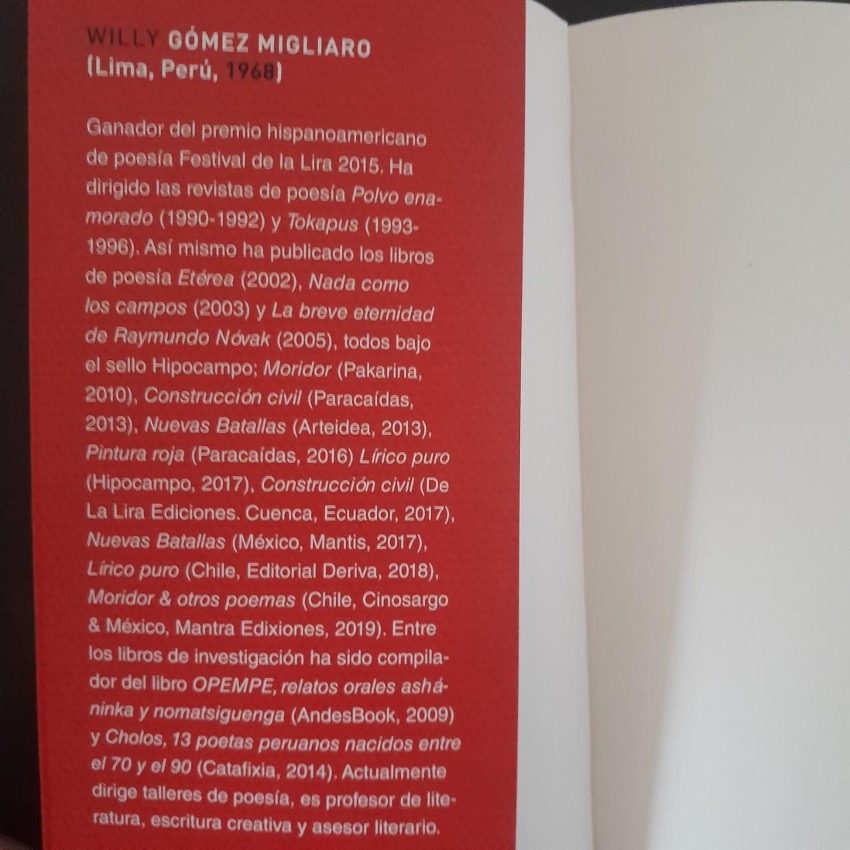 WILLY GÓMEZ MIGLIARO
(Lima, Perú, 1968)
Ganador del premio hispanoamericano
de poesía Festival de la Lira 2015. Ha
dirigido las revistas de poesía Polvo ena-
morado (1990-1992) y Tokapus (1993-
1996). Así mismo ha publicado los libros
de poesía Etérea (2002), Nada como
los campos (2003) y La breve eternidad
de Raymundo Nóvak (2005), todos bajo
el sello Hipocampo; Moridor (Pakarina,
2010), Construcción civil (Paracaídas,
2013), Nuevas Batallas (Arteidea, 2013),
Pintura roja (Paracaídas, 2016) Lírico puro
(Hipocampo, 2017), Construcción civil (De
La Lira Ediciones. Cuenca, Ecuador, 2017),
Nuevas Batallas (México, Mantis, 2017),
Lírico puro (Chile, Editorial Deriva, 2018),
Moridor & otros poemas (Chile, Cinosargo
& México, Mantra Edixiones, 2019). Entre
los libros de investigación ha sido compila-
dor del libro OPEMPE, relatos orales ashá-
ninka y nomatsiguenga (AndesBook, 2009)
y Cholos, 13 poetas peruanos nacidos entre
el 70 y el 90 (Catafixia, 2014). Actualmente
dirige talleres de poesía, es profesor de lite-
ratura, escritura creativa y asesor literario.